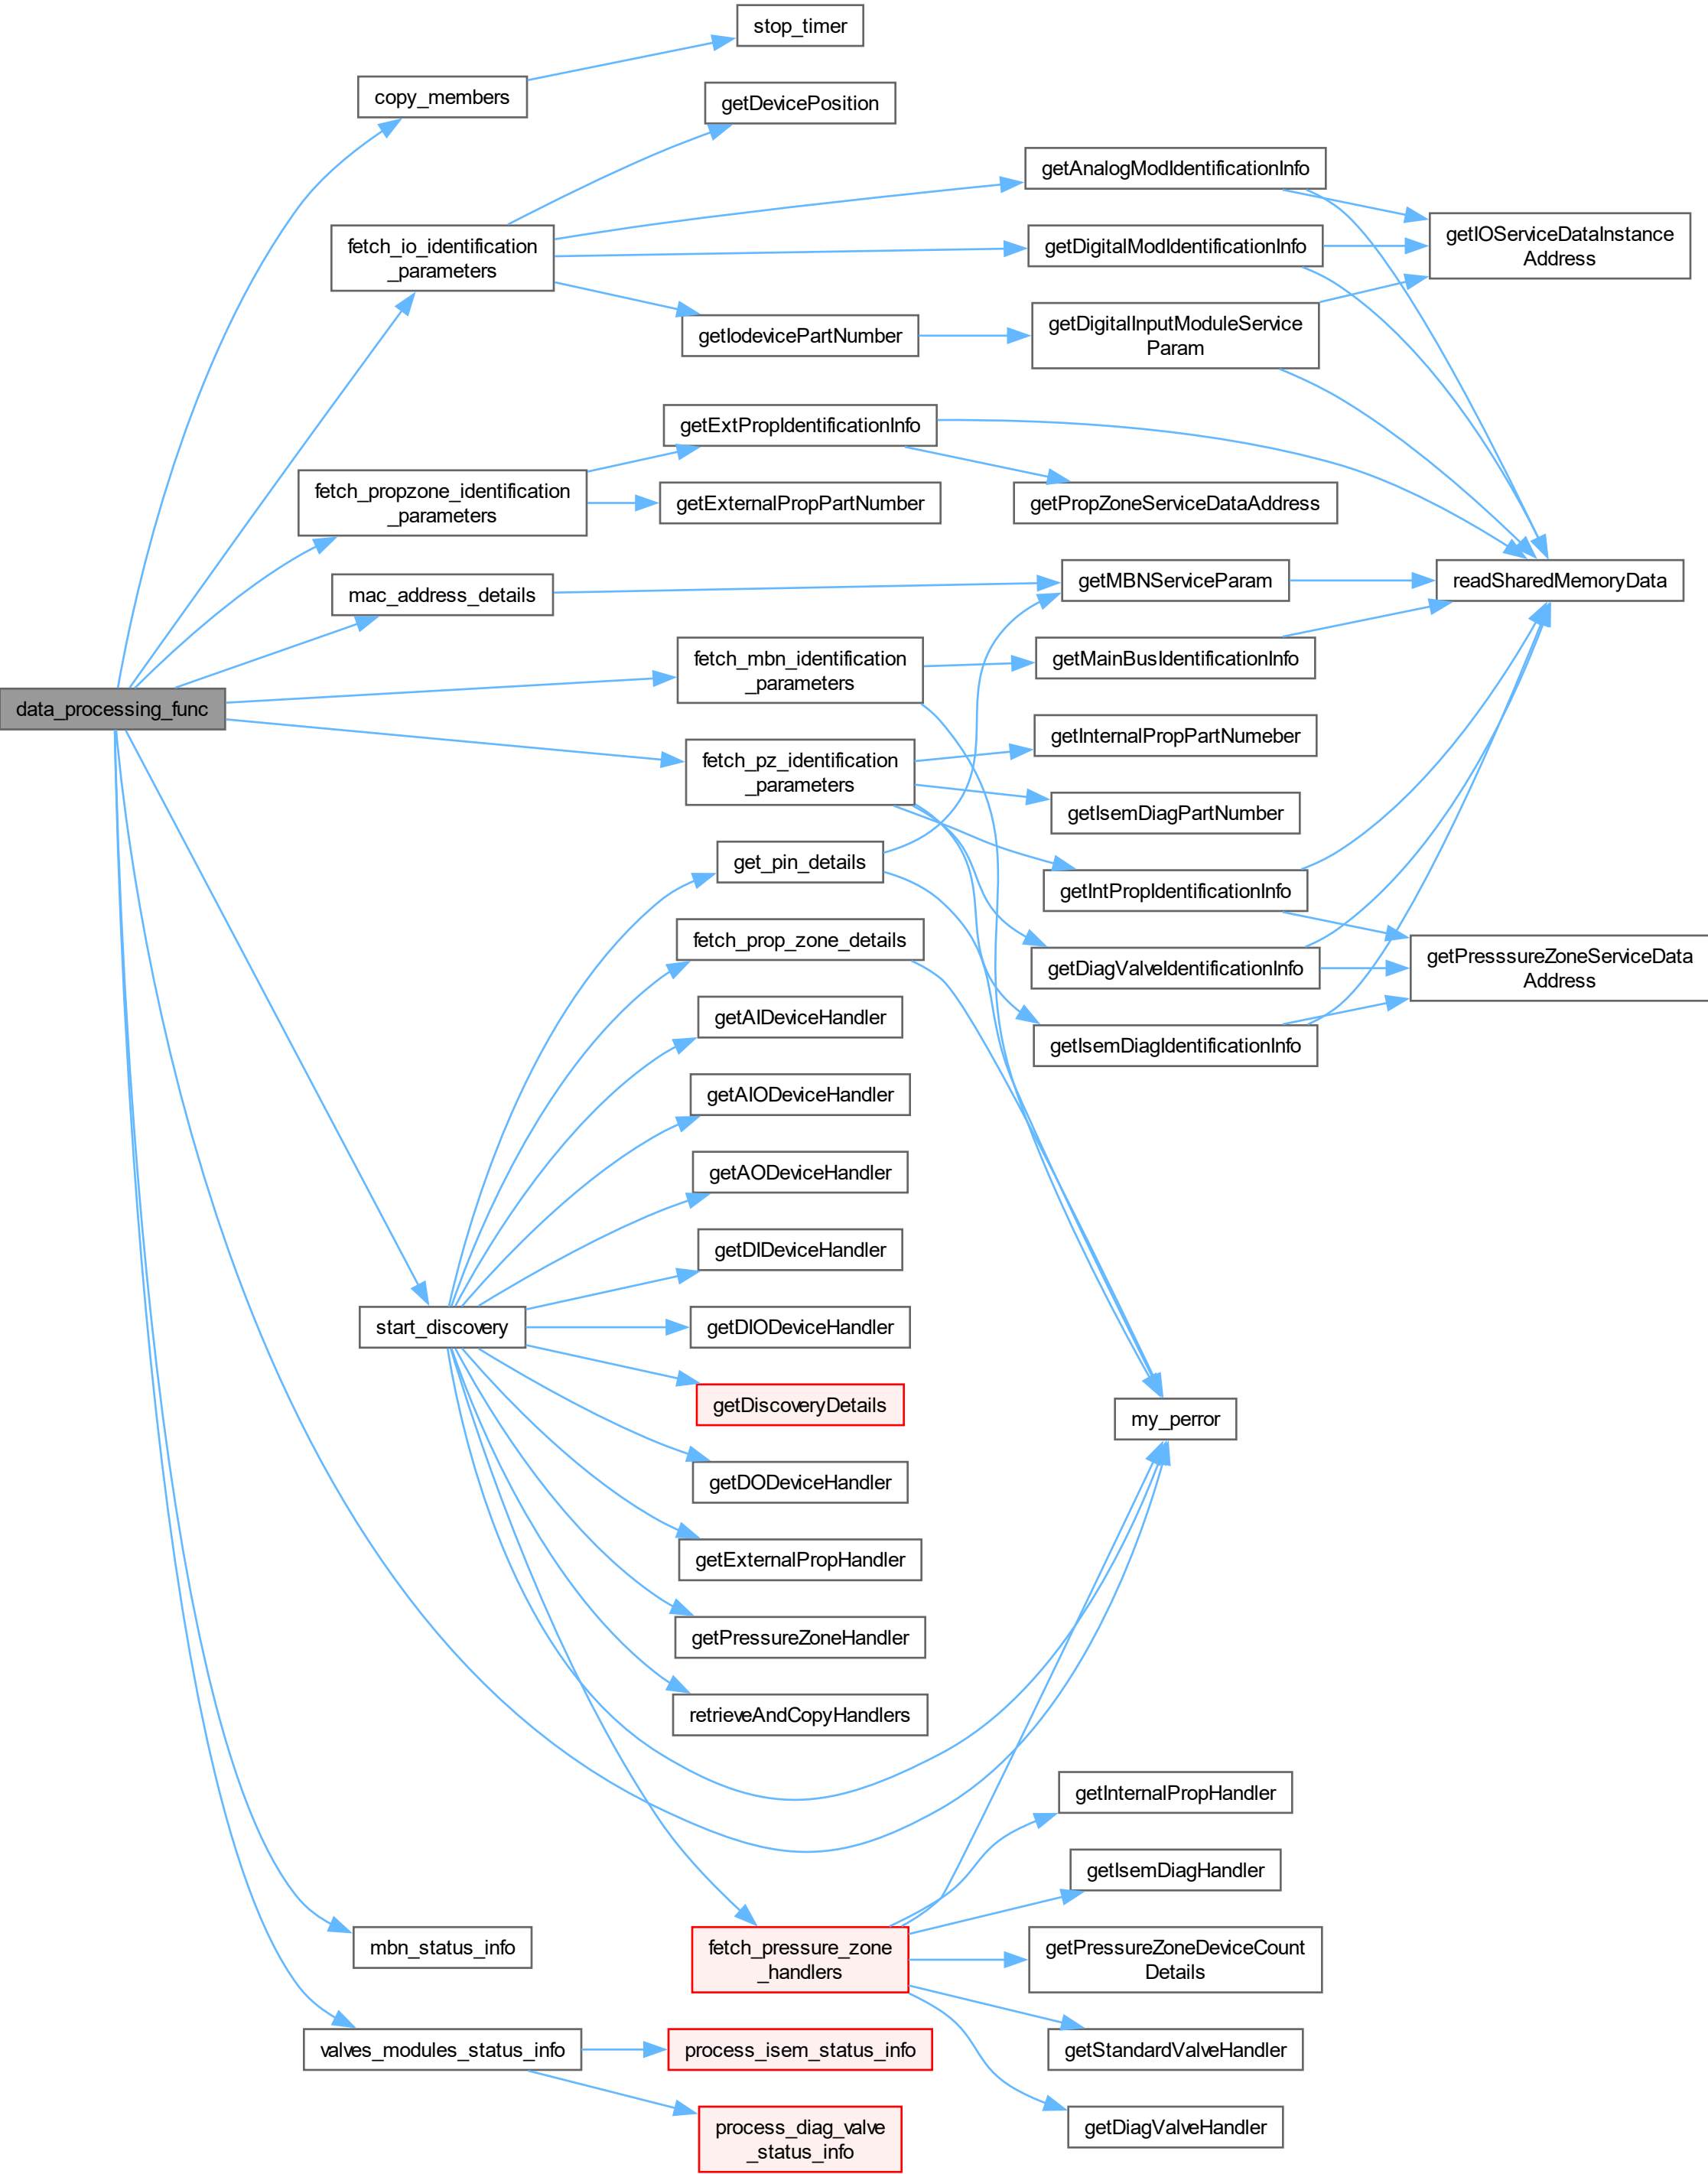 stop_timer
copy_members
getDevicePosition
getAnalogModIdentificationInfo
fetch_io_identification
_parameters
getDigitalModIdentificationInfo
getIOServiceDataInstance
Address
getIodevicePartNumber
getDigitalInputModuleService
Param
getExtPropIdentificationInfo
fetch_propzone_identification
_parameters
getExternalPropPartNumber
getPropZoneServiceDataAddress
mac_address_details
getMBNServiceParam
readSharedMemoryData
fetch_mbn_identification
_parameters
getMainBusIdentificationInfo
data_processing_func
getInternalPropPartNumeber
fetch_pz_identification
_parameters
getIsemDiagPartNumber
get_pin_details
getIntPropIdentificationInfo
fetch_prop_zone_details
getDiagValveIdentificationInfo
getPresssureZoneServiceData
Address
getAIDeviceHandler
getIsemDiagIdentificationInfo
getAIODeviceHandler
getAODeviceHandler
getDIDeviceHandler
start_discovery
getDIODeviceHandler
getDiscoveryDetails
my_perror
getDODeviceHandler
getExternalPropHandler
getPressureZoneHandler
retrieveAndCopyHandlers
getInternalPropHandler
getIsemDiagHandler
mbn_status_info
fetch_pressure_zone
_handlers
getPressureZoneDeviceCount
Details
valves_modules_status_info
process_isem_status_info
getStandardValveHandler
process_diag_valve
_status_info
getDiagValveHandler